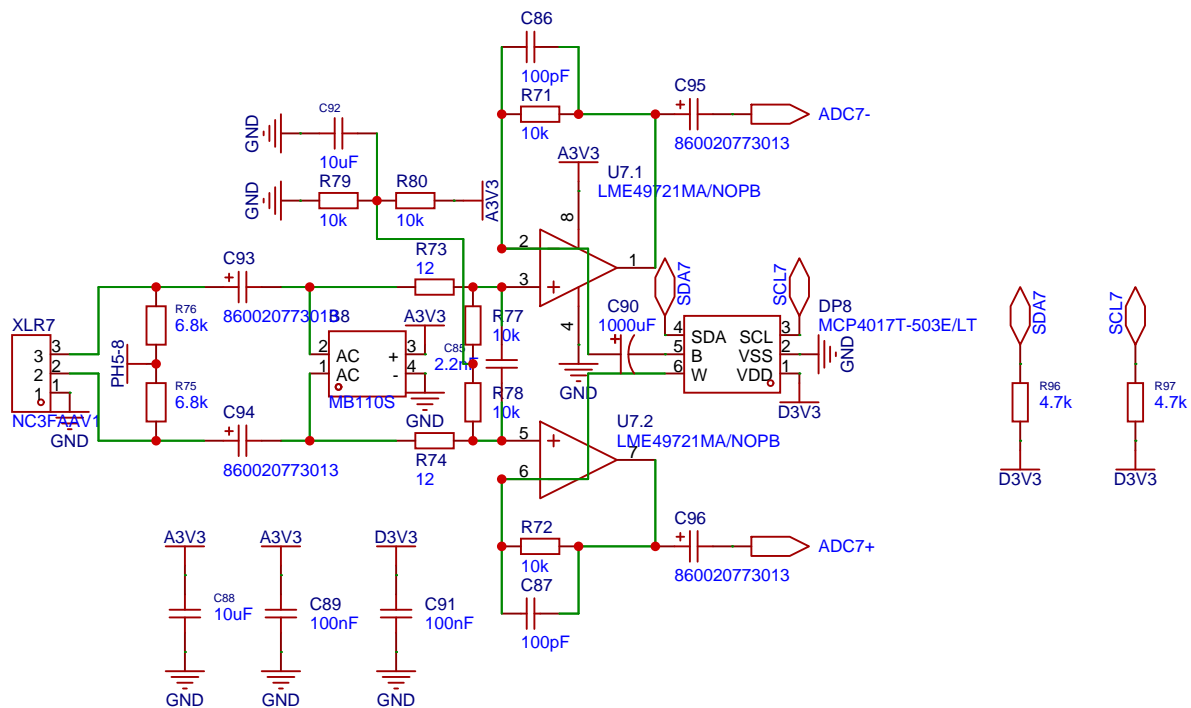 C86
100pF
R71
10k
C95
860020773013
ADC7-
C92
10uF
GND
R79
10k
R80
10k
GND
A3V3
A3V3
U7.1
LME49721MA/NOPB
8
2
3
1
4
GND
C93
860020773013
R73
12
B8
A3V3
2
1
AC
AC
+
-
3
4
MB110S
GND
R76
6.8k
XLR7
3
2
1
NC3FAAV1
GND
PH5-8
R75
6.8k
C94
860020773013
R74
12
R77
10k
C85
2.2nF
R78
10k
C90
1000uF
SDA7
SCL7
DP8
MCP4017T-503E/LT
4
5
6
SDA
B
W
SCL
VSS
VDD
3
2
1
GND
D3V3
U7.2
LME49721MA/NOPB
5
6
7
R72
10k
C87
100pF
C96
860020773013
ADC7+
SDA7
R96
4.7k
D3V3
SCL7
R97
4.7k
D3V3
A3V3
C88
10uF
GND
A3V3
C89
100nF
GND
D3V3
C91
100nF
GND